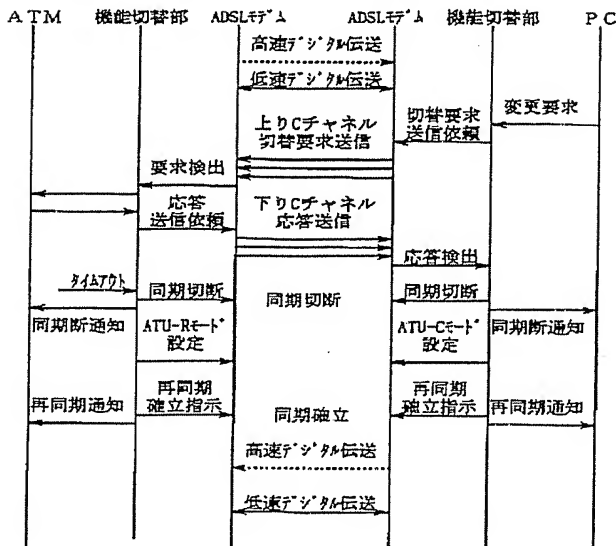 ATM 機能切替部 ADSLモデム ADSLモデム 機能切替部 PC
高速デジタル伝送
低速デジタル伝送
変更要求
切替要求
送信依頼
上りCチャネル
切替要求送信
要求検出
応答
送信依頼
下りCチャネル
応答送信
応答検出
タイムアウト
同期切断
同期切断
同期切断
同期断通知
ATU-Rモード
設定
ATU-Cモード
設定
同期断通知
再同期通知
再同期
確立指示
同期確立
再同期
確立指示
再同期通知
高速デジタル伝送
低速デジタル伝送